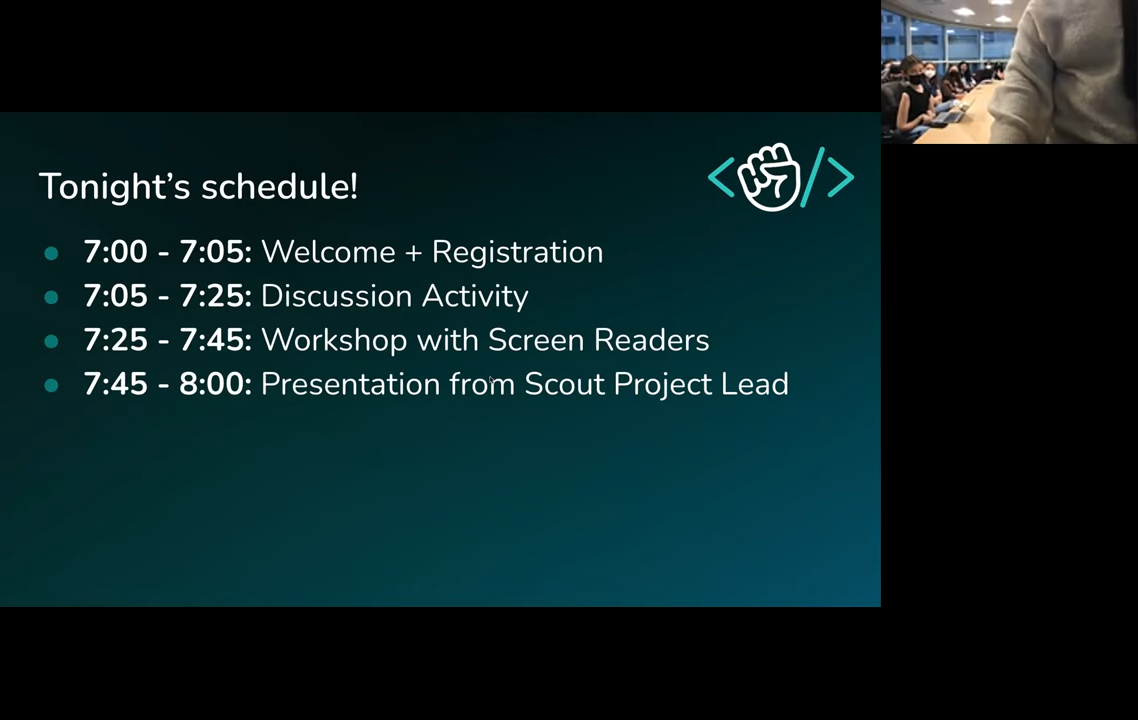 Tonight's schedule!
7:00 - 7:05: Welcome + Registration
7:05 - 7:25: Discussion Activity
7:25 - 7:45: Workshop with Screen Readers
7:45 - 8:00: Presentation from Scout Project Lead